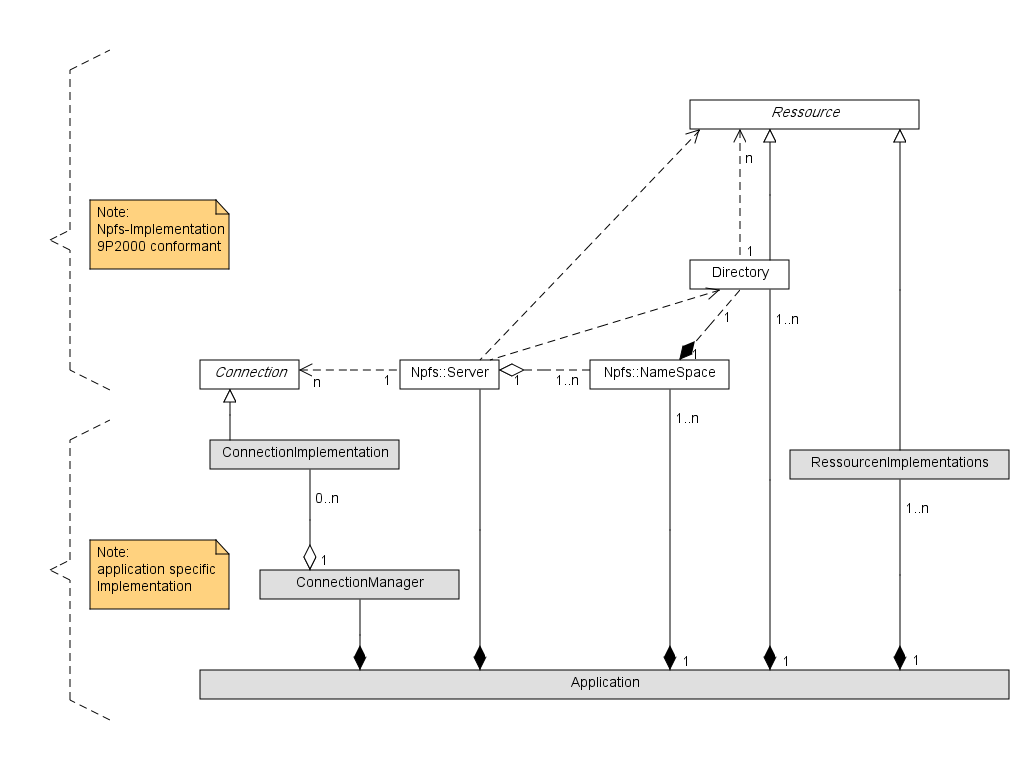 Ressource
n
Note:
Npfs-Implementation
9P2000 conformant
1
Directory
1
1..n
1
Connection
n
1
Npfs::Server
1
1..n
Npfs::NameSpace
1..n
ConnectionImplementation
RessourcenImplementations
0..n
1..n
Note:
application specific
Implementation
1
ConnectionManager
1
1
1
Application